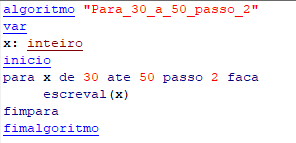 algoritmo "Para_30_a_50_passo_2"
var
x: inteiro
inicio
para x de 30 ate 50 passo 2 faca
escreval(x)
fimpara
fimalgoritmo